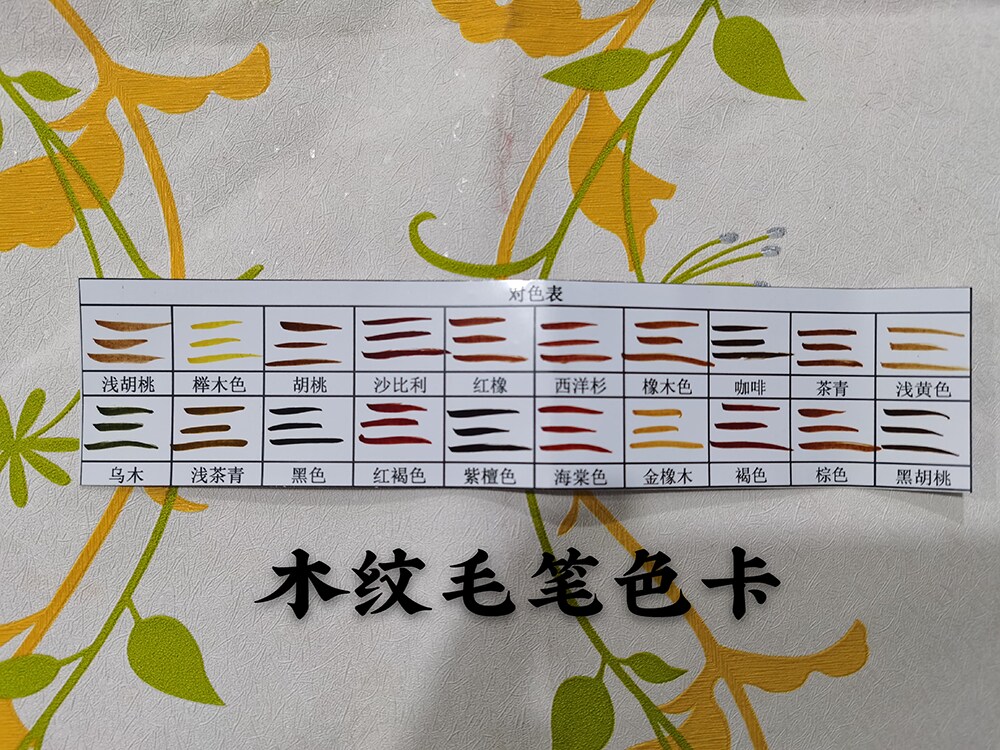 对色表
浅胡桃 榉木色 胡桃 沙比利 红橡 西洋杉 橡木色 咖啡 茶青 浅黄色
乌木 浅茶青 黑色 红褐色 紫檀色 海棠色 金橡木 褐色 棕色 黑胡桃
木纹毛笔色卡